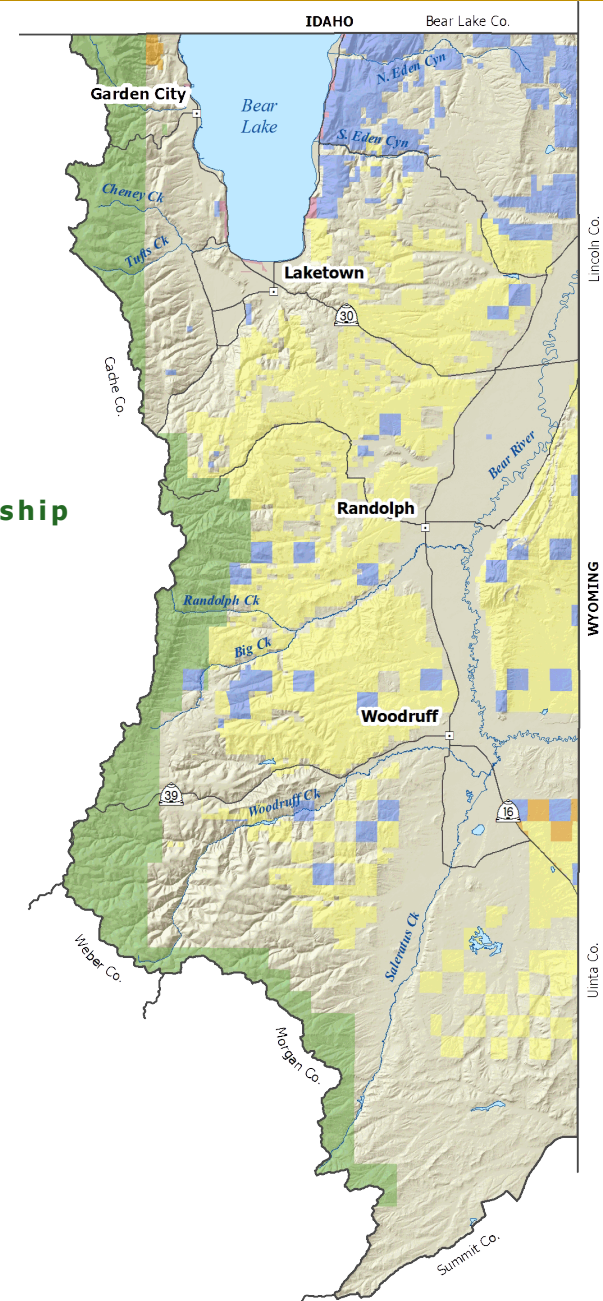 IDAHO
Bear Lake Co.
N. Eden Cyn
Garden City
Bear
Lake
S. Eden Cyn
Cheney Ck
Tufts Ck
Lincoln Co.
Laketown
30
Cache Co.
Bear River
ship
Randolph
WYOMING
Randolph Ck
Big Ck
Woodruff
39
Woodruff Ck
16
Saleratus Ck
Weber Co.
Uinta Co.
Morgan Co.
Summit Co.